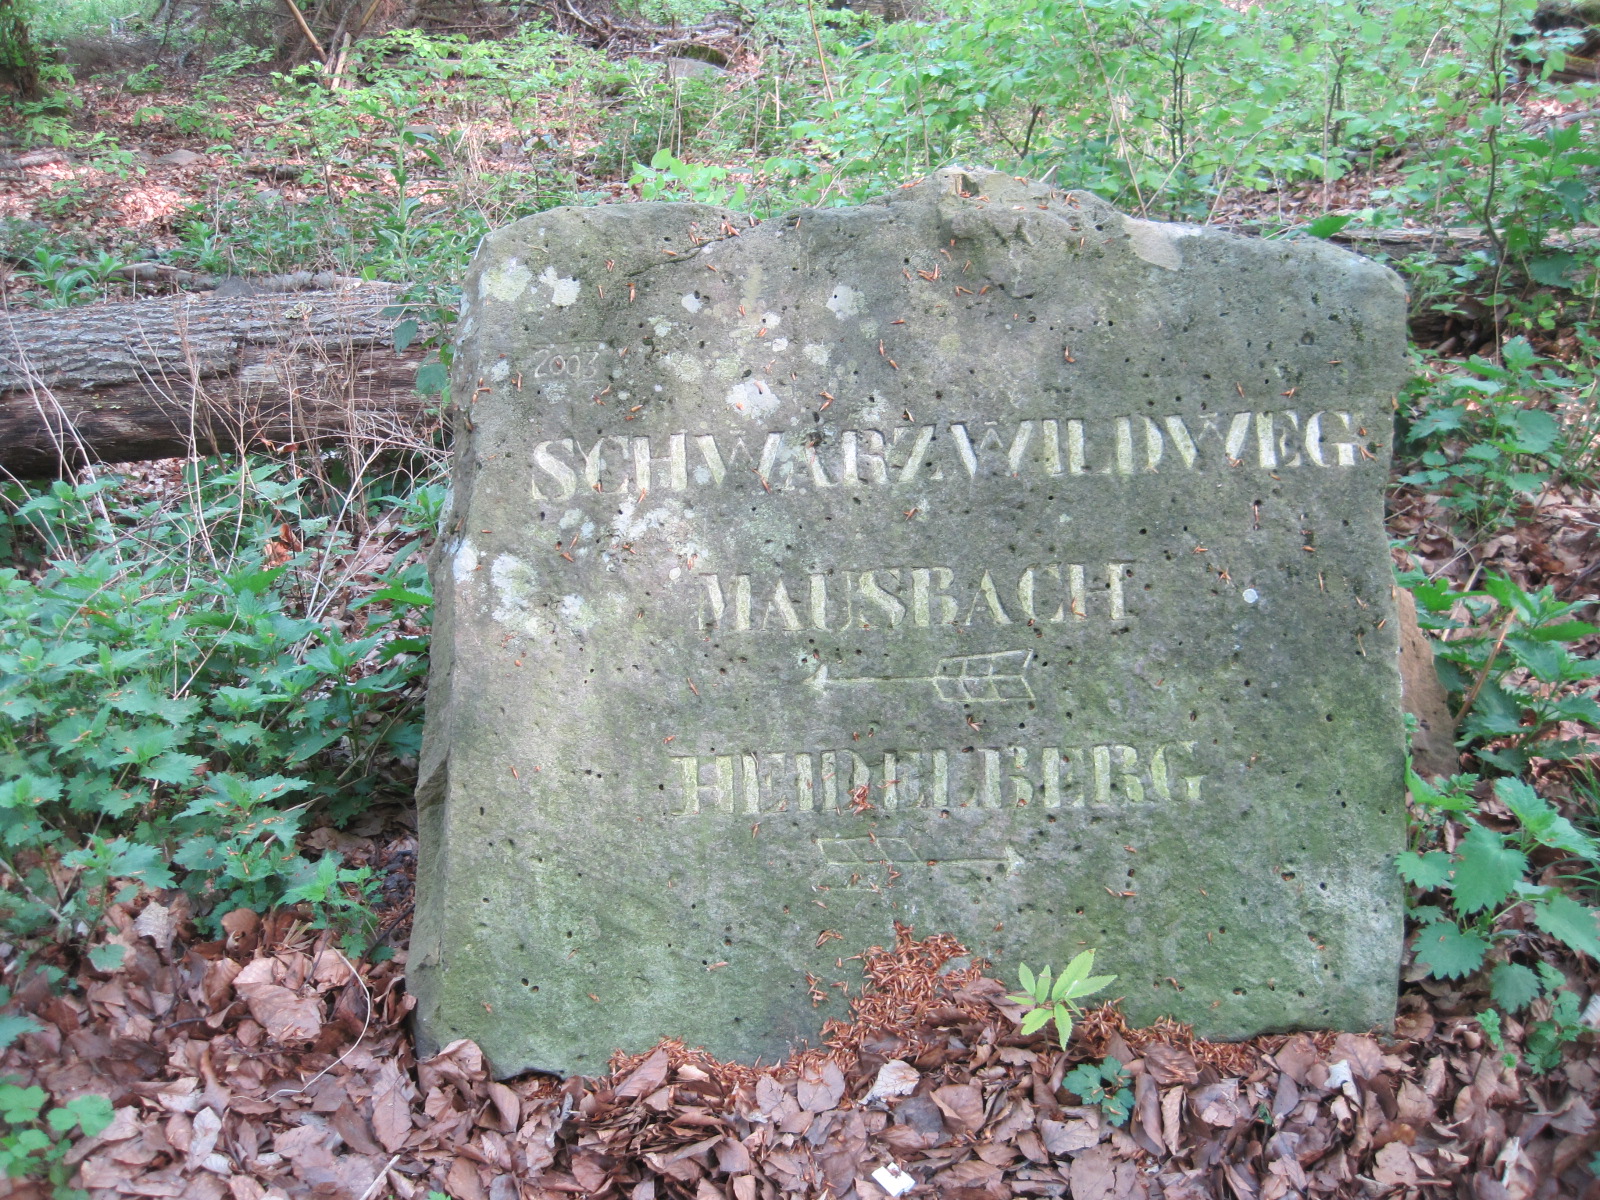 2003
SCHWARZWILDWEG
MAUSBACH
HEIDELBERG